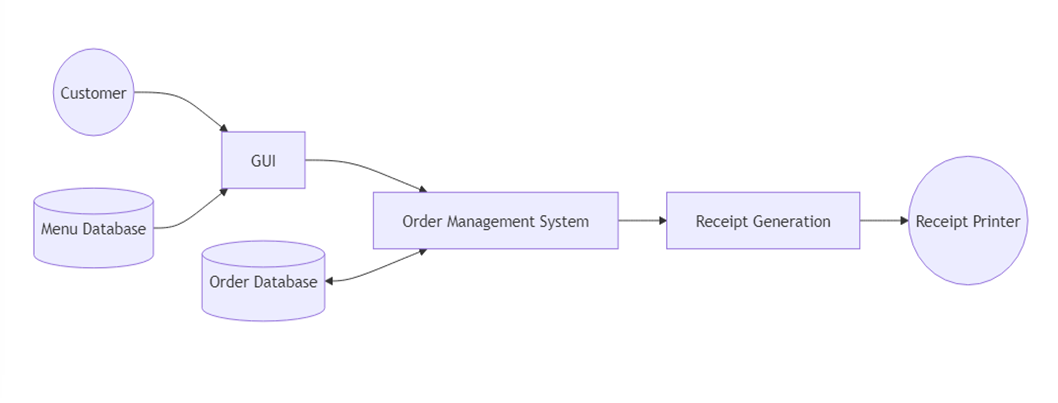 Customer
GUI
Menu Database
Order Database
Order Management System
Receipt Generation
Receipt Printer